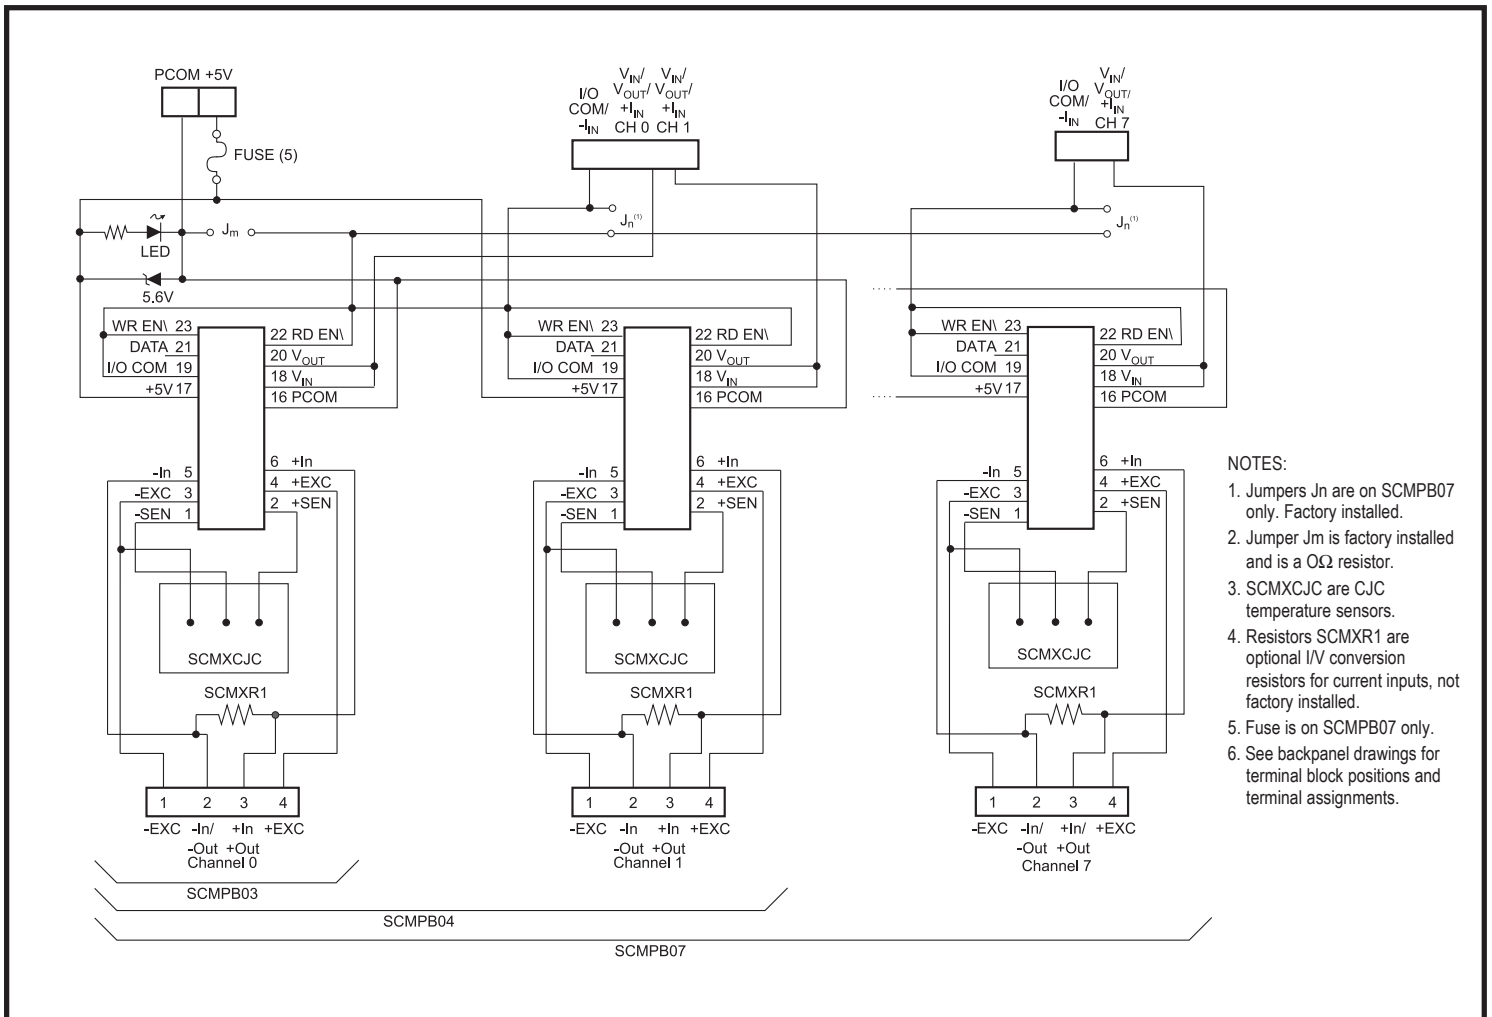 PCOM +5V
FUSE (5)
Jm
LED
5.6V
I/O
COM/
-IIN
VIN/
VOUT/
+IIN
CH 0
VIN/
VOUT/
+IIN
CH 1
Jn(1)
I/O
COM/
-IIN
VIN/
VOUT/
+IIN
CH 7
Jn(1)
WR EN\ 23
DATA 21
I/O COM 19
+5V 17
22 RD EN\
20 VOUT
18 VIN
16 PCOM
-In 5
-EXC 3
-SEN 1
6 +In
4 +EXC
2 +SEN
SCMXCJC
SCMXR1
1 2 3 4
-EXC -In/ +In +EXC
-Out +Out
Channel 0
WR EN\ 23
DATA 21
I/O COM 19
+5V 17
22 RD EN\
20 VOUT
18 VIN
16 PCOM
-In 5
-EXC 3
-SEN 1
6 +In
4 +EXC
2 +SEN
SCMXCJC
SCMXR1
1 2 3 4
-EXC -In +In +EXC
-Out +Out
Channel 1
WR EN\ 23
DATA 21
I/O COM 19
+5V 17
22 RD EN\
20 VOUT
18 VIN
16 PCOM
-In 5
-EXC 3
-SEN 1
6 +In
4 +EXC
2 +SEN
SCMXCJC
SCMXR1
1 2 3 4
-EXC -In/ +In/ +EXC
-Out +Out
Channel 7
SCMPB03
SCMPB04
SCMPB07
NOTES:
1. Jumpers Jn are on SCMPB07
only. Factory installed.
2. Jumper Jm is factory installed
and is a OΩ resistor.
3. SCMXCJC are CJC
temperature sensors.
4. Resistors SCMXR1 are
optional I/V conversion
resistors for current inputs, not
factory installed.
5. Fuse is on SCMPB07 only.
6. See backpanel drawings for
terminal block positions and
terminal assignments.